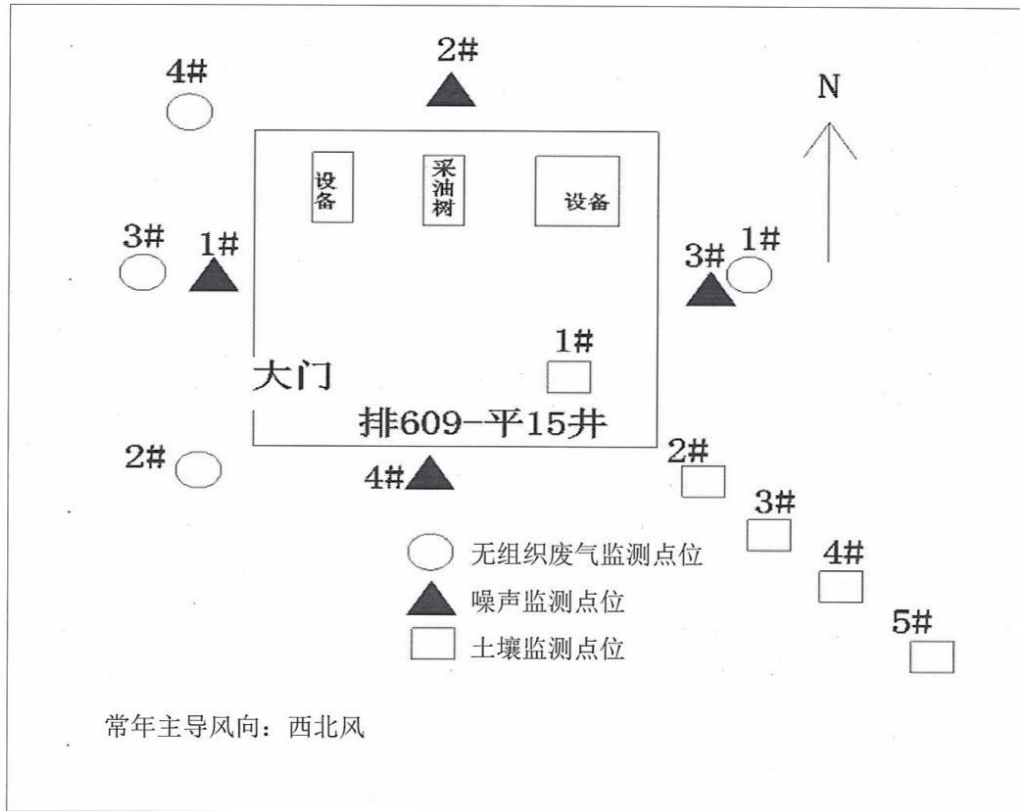 2#
4#
N
设备
采油树
设备
3#
1#
3#
1#
1#
大门
排609-平15井
2#
4#
2#
3#
4#
5#
无组织废气监测点位
噪声监测点位
土壤监测点位
常年主导风向：西北风